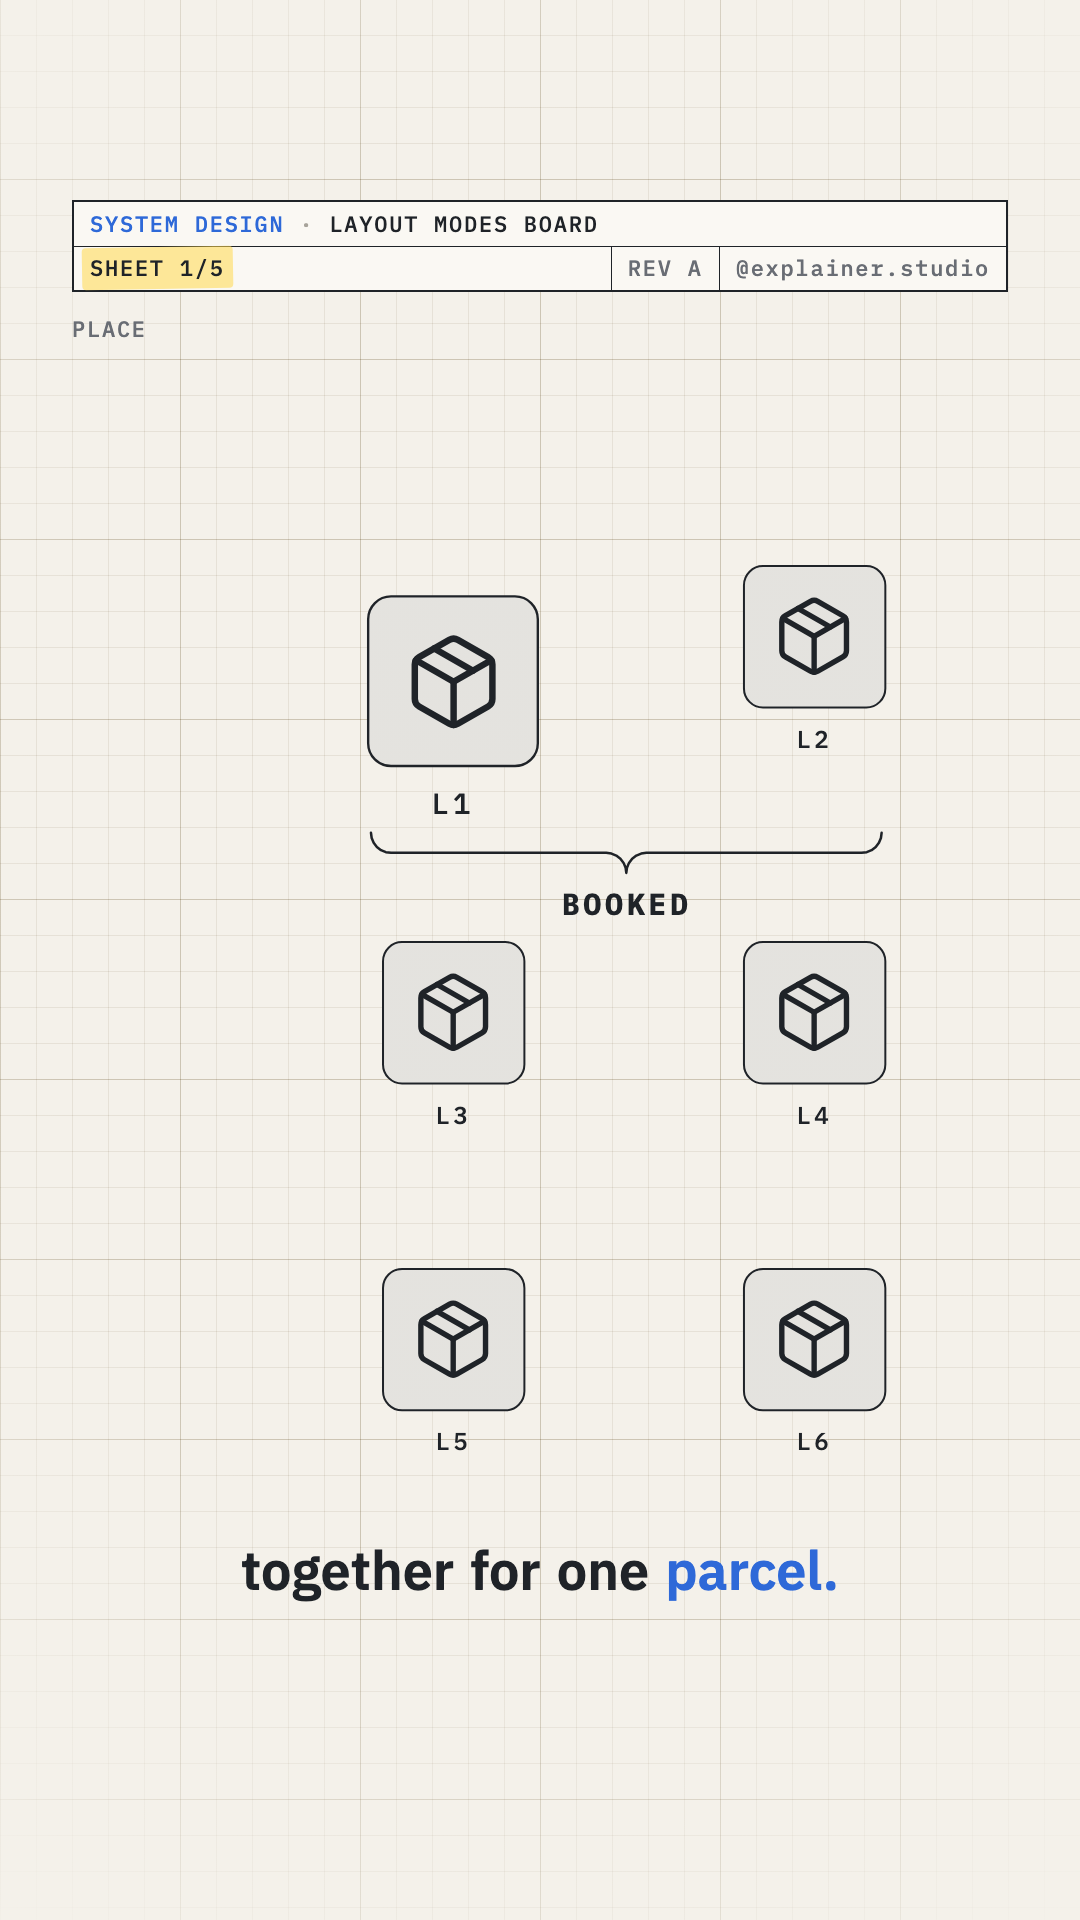 SYSTEM DESIGN · LAYOUT MODES BOARD
SHEET 1/5 REV A @explainer.studio
PLACE
L2
L1
BOOKED
L3 L4
L5 L6
together for one parcel.